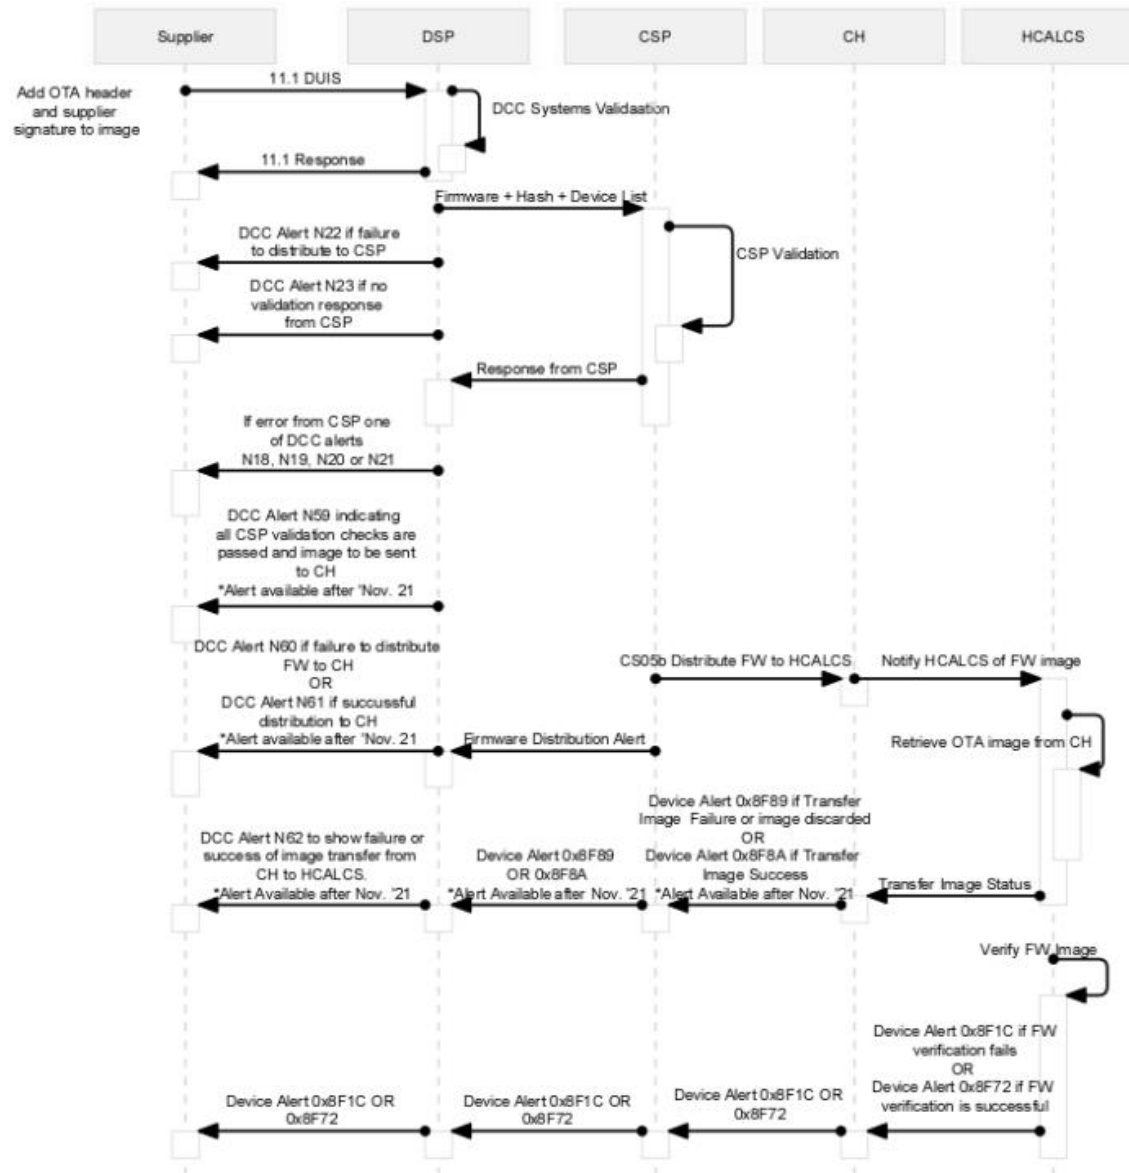 Supplier
DSP
CSP
CH
HCALCS
Add OTA header
and supplier
signature to image
11.1 DUIS
DCC Systems Validaation
11.1 Response
Firmware + Hash + Device List
DCC Alert N22 if failure
to distribute to CSP
CSP Validation
DCC Alert N23 if no
validation response
from CSP
Response from CSP
If error from CSP one
of DCC alerts
N18, N19, N20 or N21
DCC Alert N59 indicating
all CSP validation checks are
passed and image to be sent
to CH
*Alert available after 'Nov. 21
DCC Alert N60 if failure to distribute
FW to CH
OR
DCC Alert N61 if succussful
distribution to CH
*Alert available after 'Nov. 21
CS05b Distribute FW to HCALCS
Notify HCALCS of FW image
Retrieve OTA image from CH
Firmware Distribution Alert
Device Alert 0x8F89 if Transfer
Image Failure or image discarded
OR
Device Alert 0x8F8A if Transfer
Image Success
*Alert Available after Nov. '21
DCC Alert N62 to show failure or
success of image transfer from
CH to HCALCS.
*Alert Available after Nov. '21
Device Alert 0x8F89
OR 0x8F8A
*Alert Available after Nov. '21
Transfer Image Status
Verify FW Image
Device Alert 0x8F1C if FW
verification fails
OR
Device Alert 0x8F72 if FW
verification is successful
Device Alert 0x8F1C OR
0x8F72
Device Alert 0x8F1C OR
0x8F72
Device Alert 0x8F1C OR
0x8F72